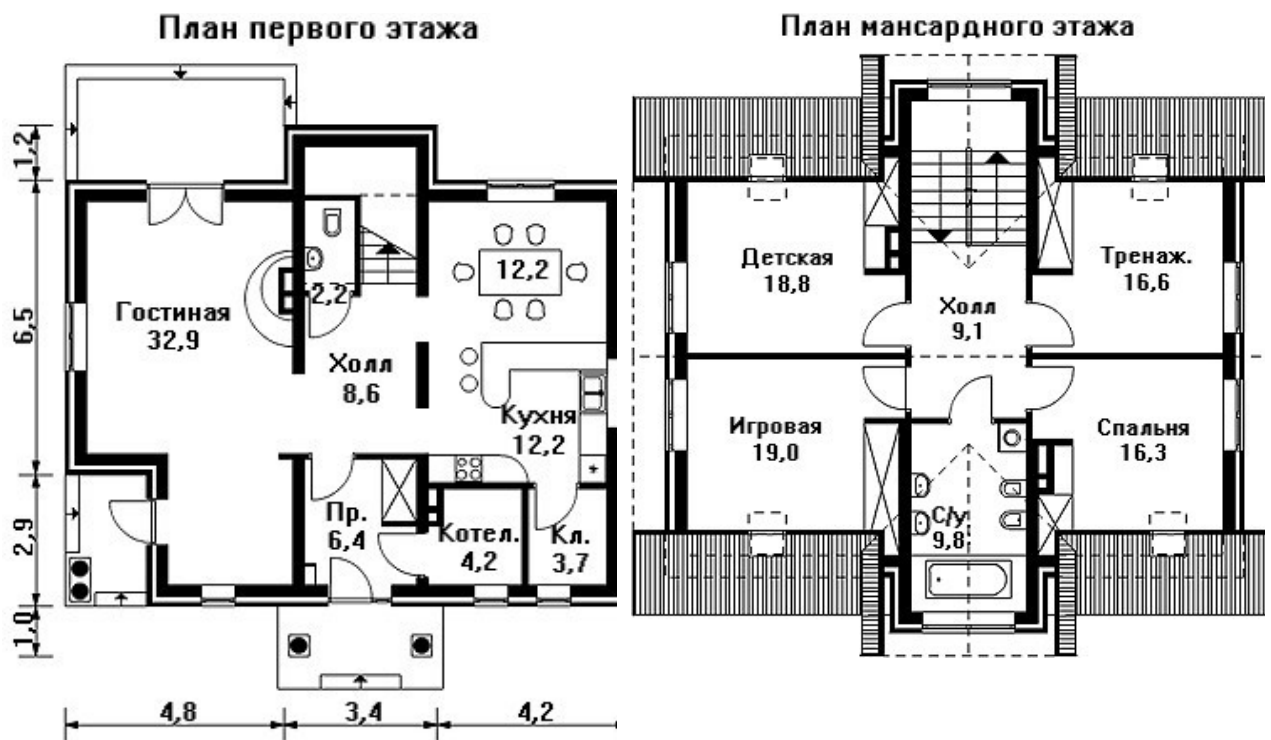 План первого этажа
1,2
6,5
2,9
1,0
Гостиная
32,9
2,2
12,2
Холл
8,6
Кухня
12,2
Пр.
6,4
Котел.
4,2
Кл.
3,7
4,8
3,4
4,2
План мансардного этажа
Детская
18,8
Тренаж.
16,6
Холл
9,1
Игровая
19,0
Спальня
16,3
С/у
9,8